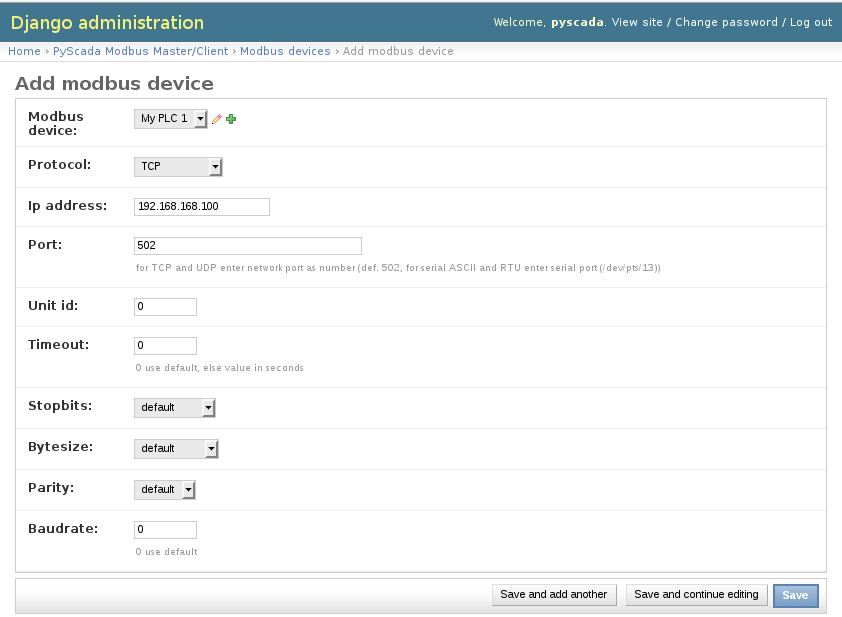 Django administration
Welcome, pyscada. View site / Change password / Log out
Home › PyScada Modbus Master/Client › Modbus devices › Add modbus device
Add modbus device
Modbus device: My PLC 1
Protocol: TCP
Ip address: 192.168.168.100
Port: 502
for TCP and UDP enter network port as number (def. 502, for serial ASCII and RTU enter serial port (/dev/pts/13))
Unit id: 0
Timeout: 0
0 use default, else value in seconds
Stopbits: default
Bytesize: default
Parity: default
Baudrate: 0
0 use default
Save and add another Save and continue editing Save